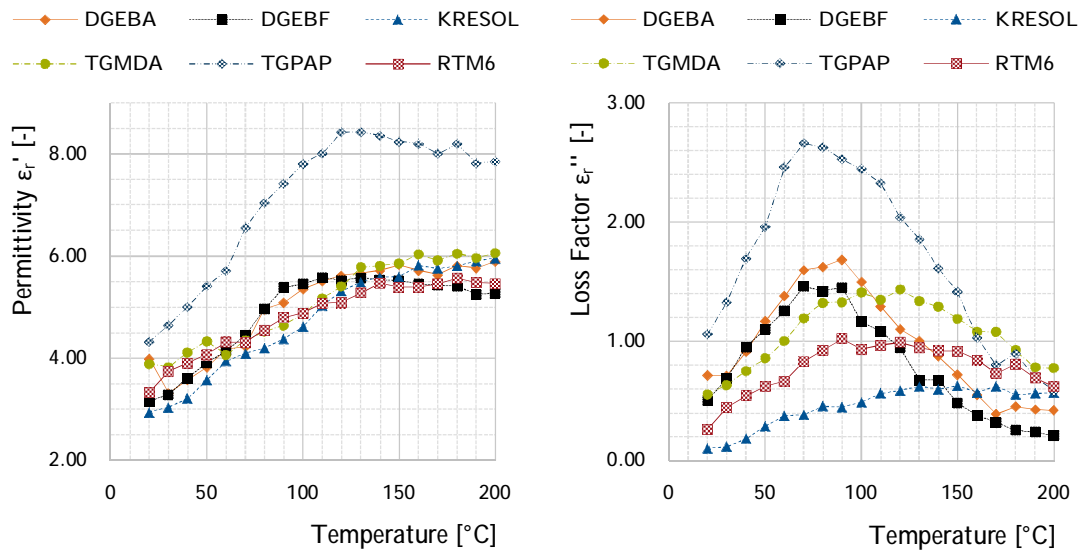 DGEBA DGEBF KRESOL
TGMDA TGPAP RTM6
Permittivity εr' [-]
8.00
6.00
4.00
2.00
0 50 100 150 200
Temperature [°C]
DGEBA DGEBF KRESOL
TGMDA TGPAP RTM6
Loss Factor εr'' [-]
3.00
2.00
1.00
0.00
0 50 100 150 200
Temperature [°C]